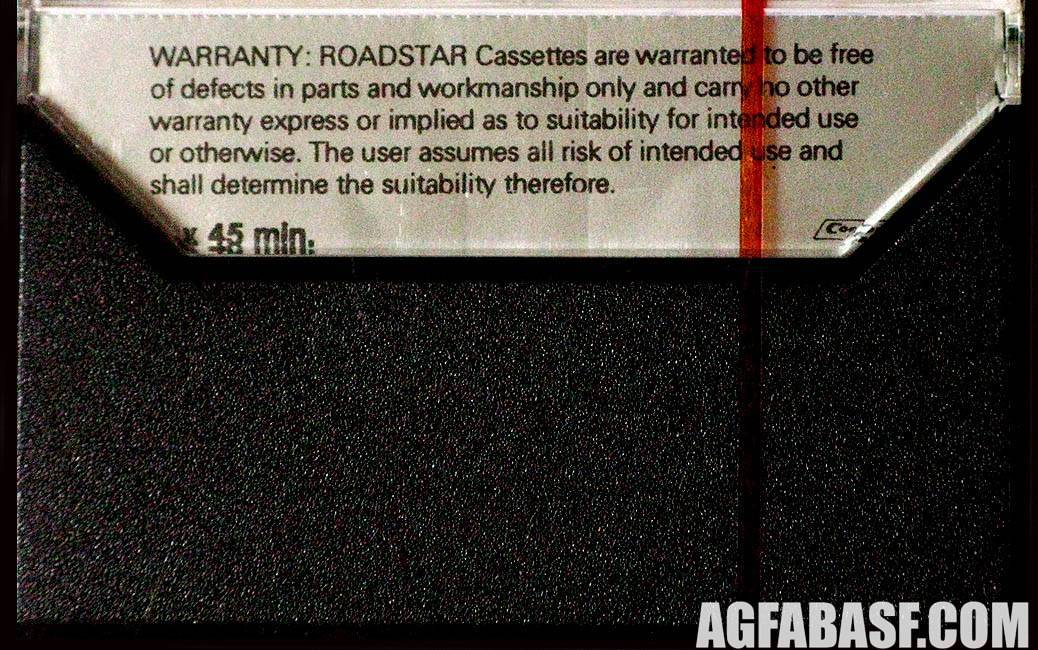 WARRANTY: ROADSTAR Cassettes are warranted to be free
of defects in parts and workmanship only and carry no other
warranty express or implied as to suitability for intended use
or otherwise. The user assumes all risk of intended use and
shall determine the suitability therefore.
x 45 min.
AGFABASF.COM